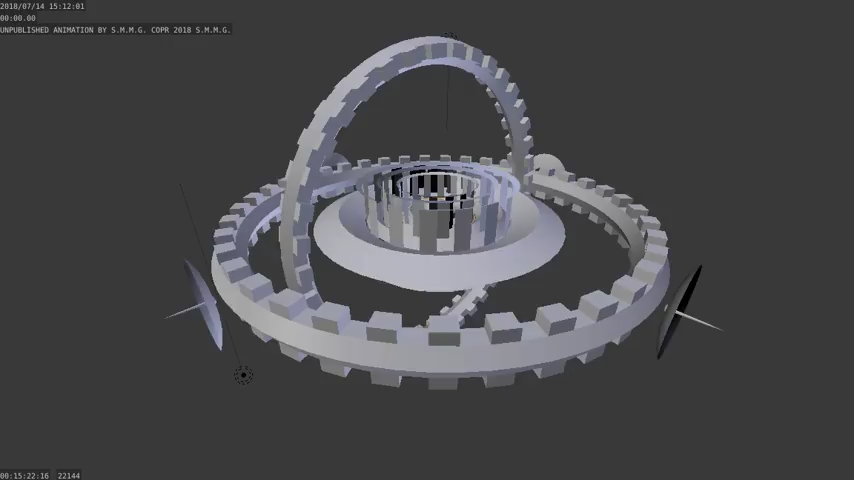 2018/07/14 15:12:01
00:00.00
UNPUBLISHED ANIMATION BY S.M.M.G. COPR 2018 S.M.M.G.
00:15:22:16 22144